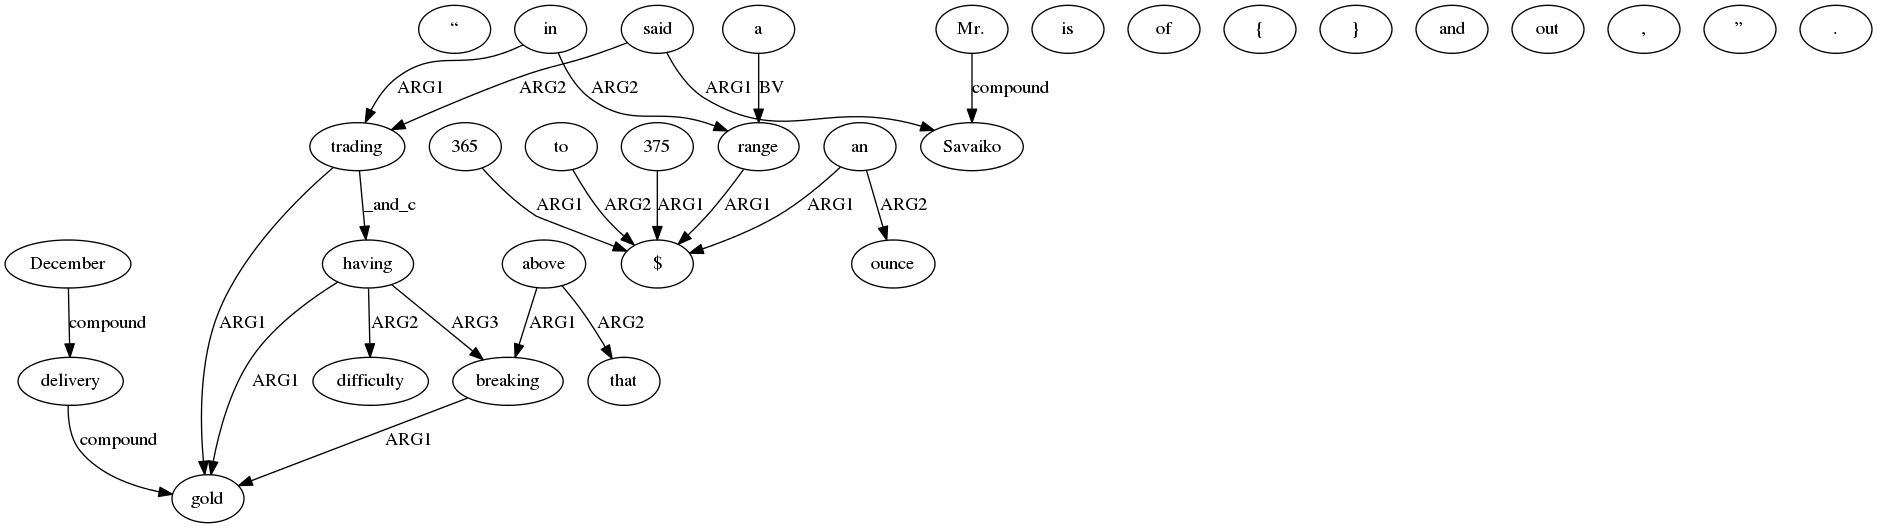 “ in said a Mr. is of { } and out , ” .
ARG1 ARG2 ARG2 ARG1 BV compound
trading 365 to 375 range an Savaiko
_and_c ARG1 ARG2 ARG1 ARG1 ARG1 ARG2
December having above $ ounce
compound ARG1 ARG2 ARG3 ARG1 ARG2
delivery ARG1 difficulty breaking that
compound ARG1
gold